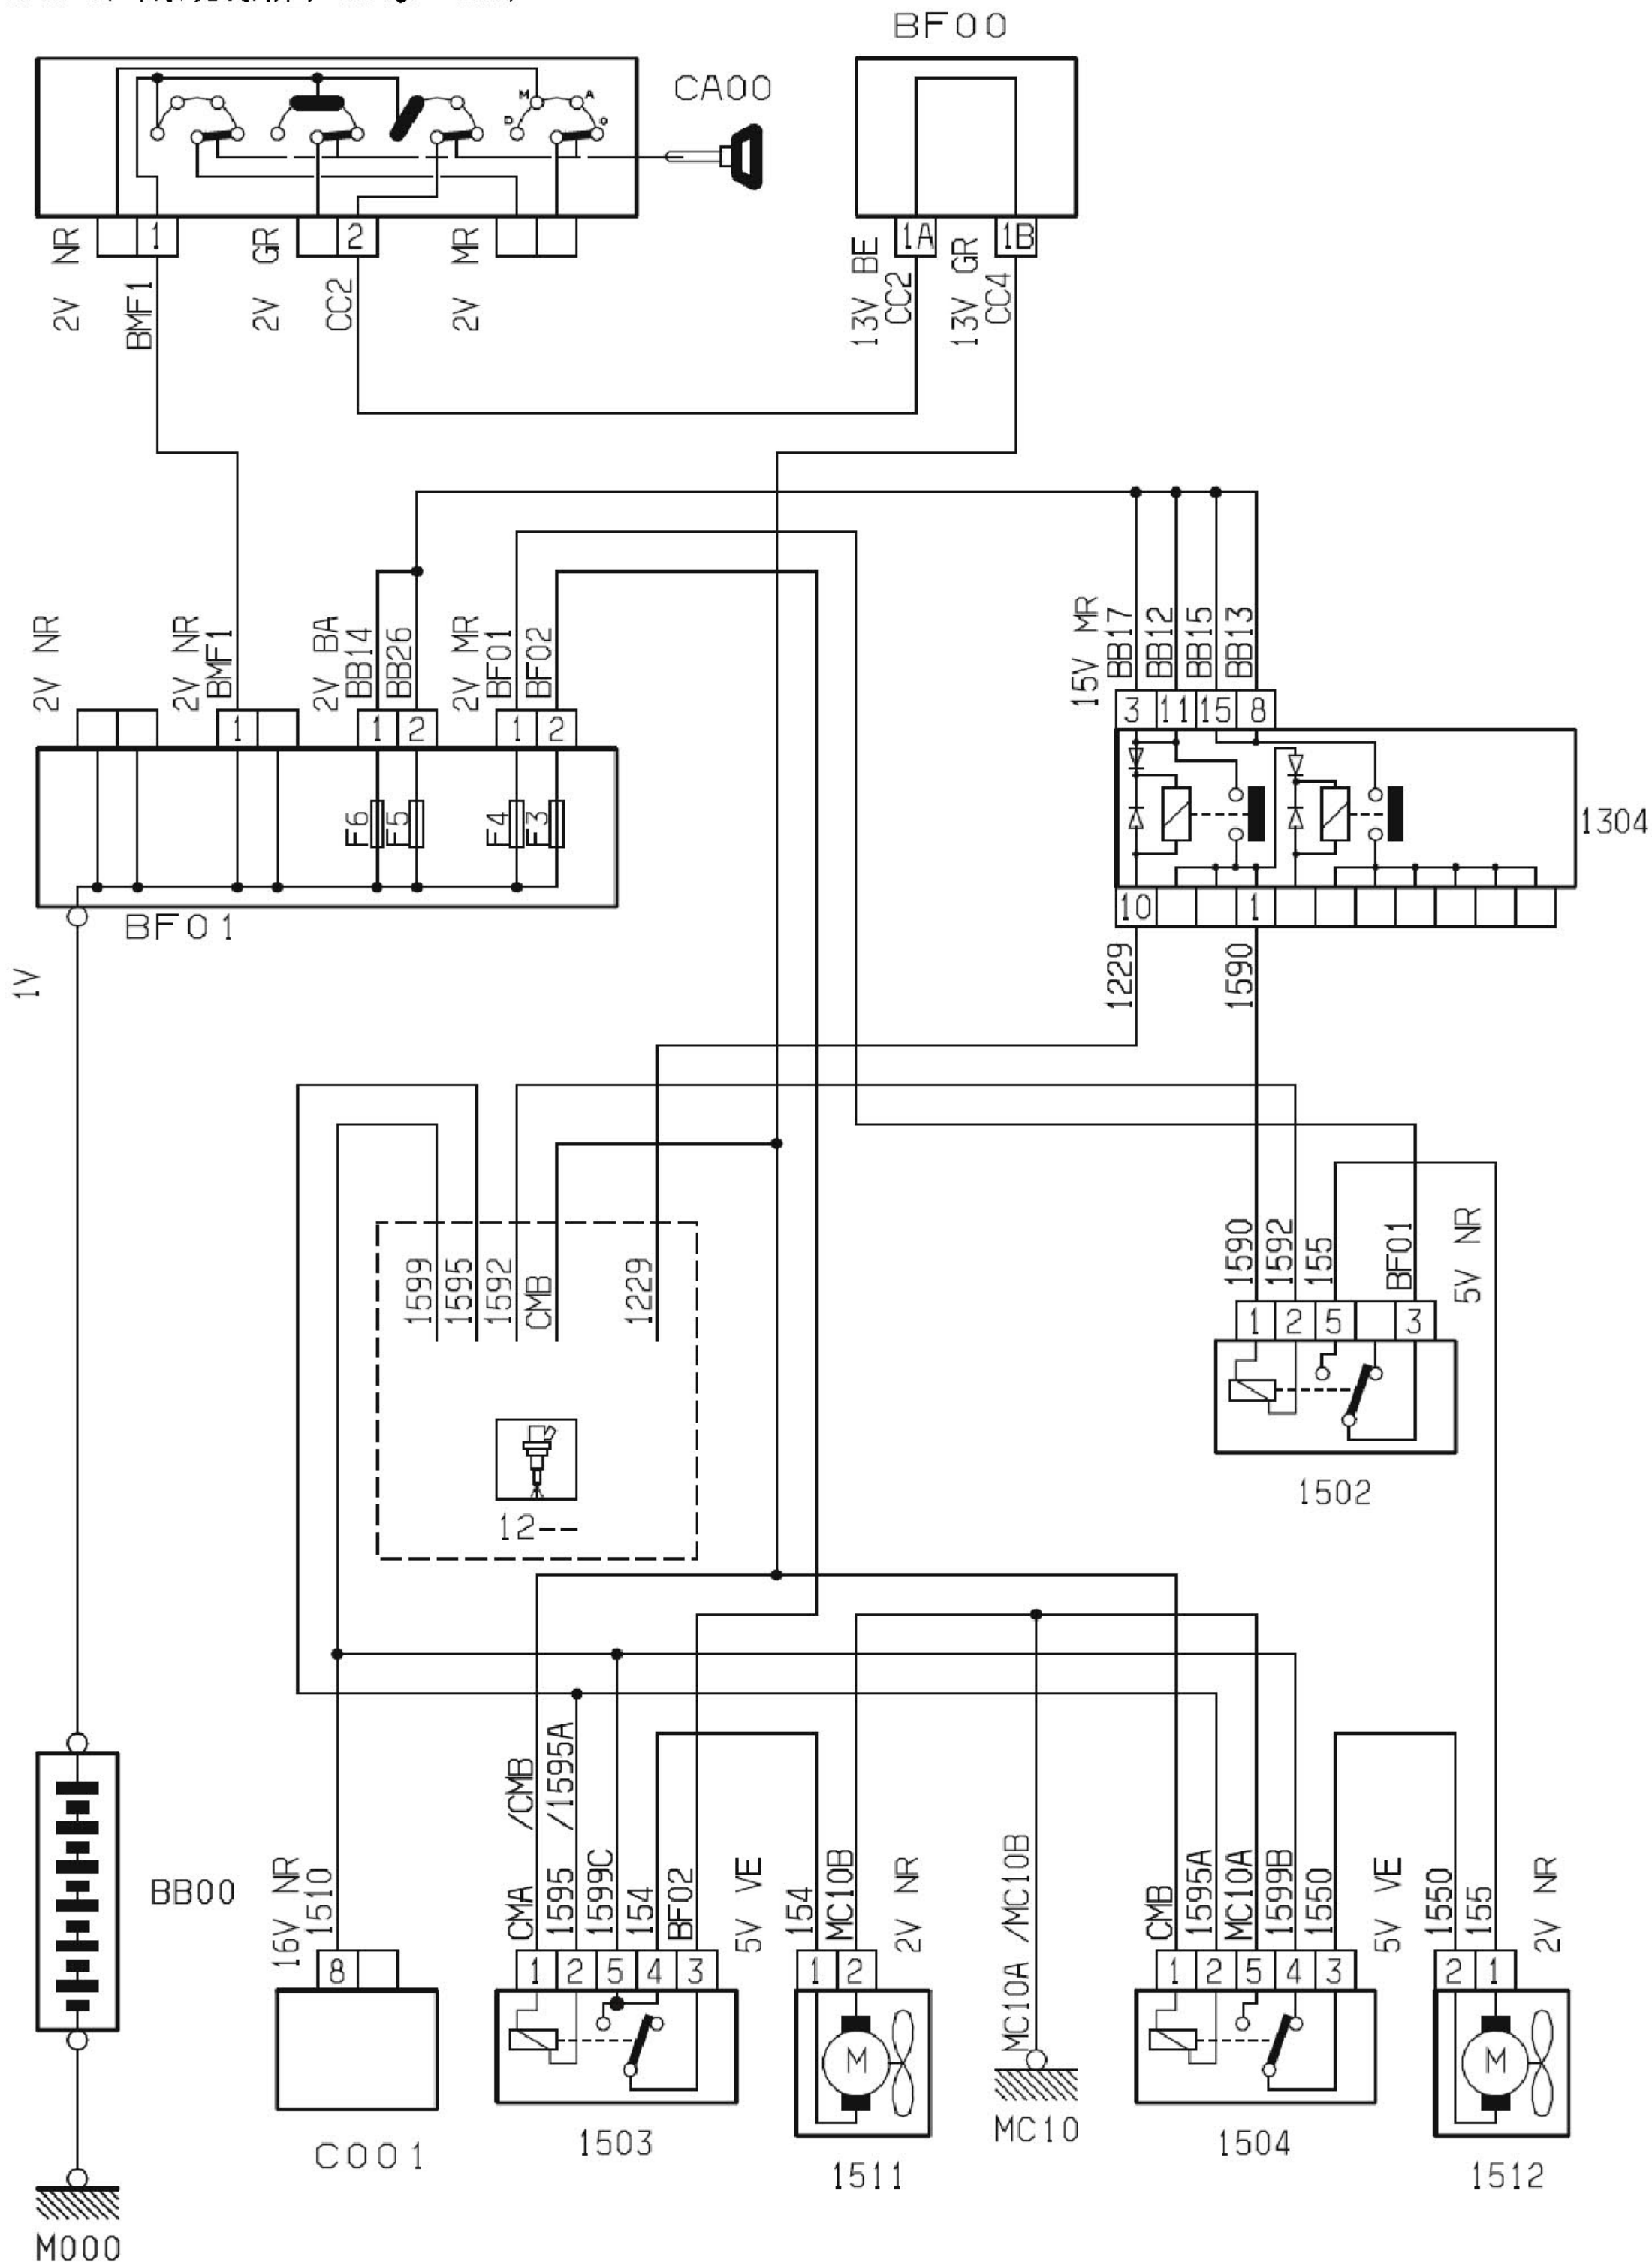 BF00
CA00
M
A
D
O
1
2
1A
1B
2V NR
BMF1
2V GR
CC2
2V MR
13V BE
CC2
13V GR
CC4
2V NR
2V NR
BMF1
2V BA
BB14
BB26
2V MR
BF01
BF02
15V MR
BB17
BB12
BB15
BB13
1
1
2
1
2
3
11
15
8
F6
F5
F4
F3
1304
BF01
10
1
1V
1229
1590
1599
1595
1592
CMB
1229
1590
1592
155
BF01
5V NR
1
2
5
3
1502
12--
/CMB
/1595A
BB00
16V NR
1510
CMA
1595
1599C
154
BF02
5V VE
154
MC10B
2V NR
MC10A /MC10B
CMB
1595A
MC10A
1599B
1550
5V VE
1550
155
2V NR
8
1
2
5
4
3
1
2
1
2
5
4
3
2
1
M
M
C001
1503
1511
MC10
1504
1512
M000